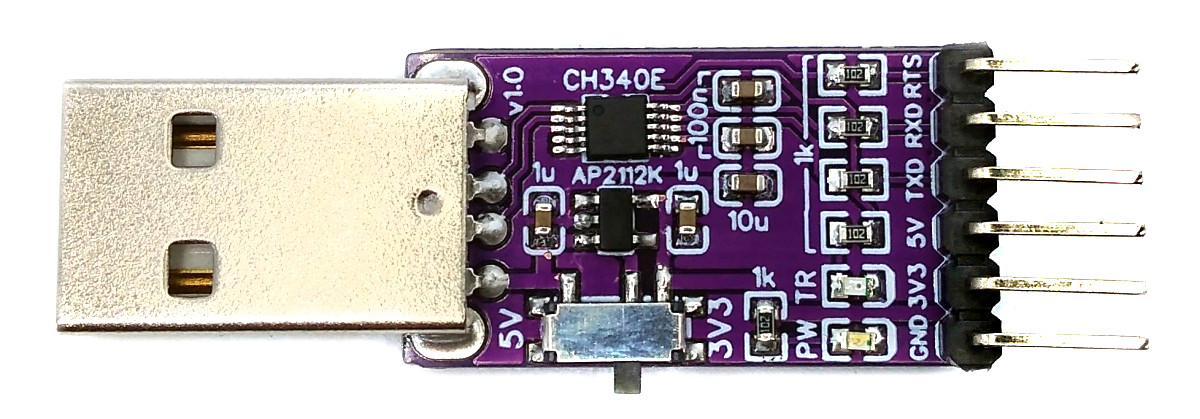 v1.0
CH340E
100n
1u
AP2112K
1u
10u
1k
102
102
102
102
RTS
RXD
TXD
5V
3V3
GND
TR
PW
1k
102
5V
3V3